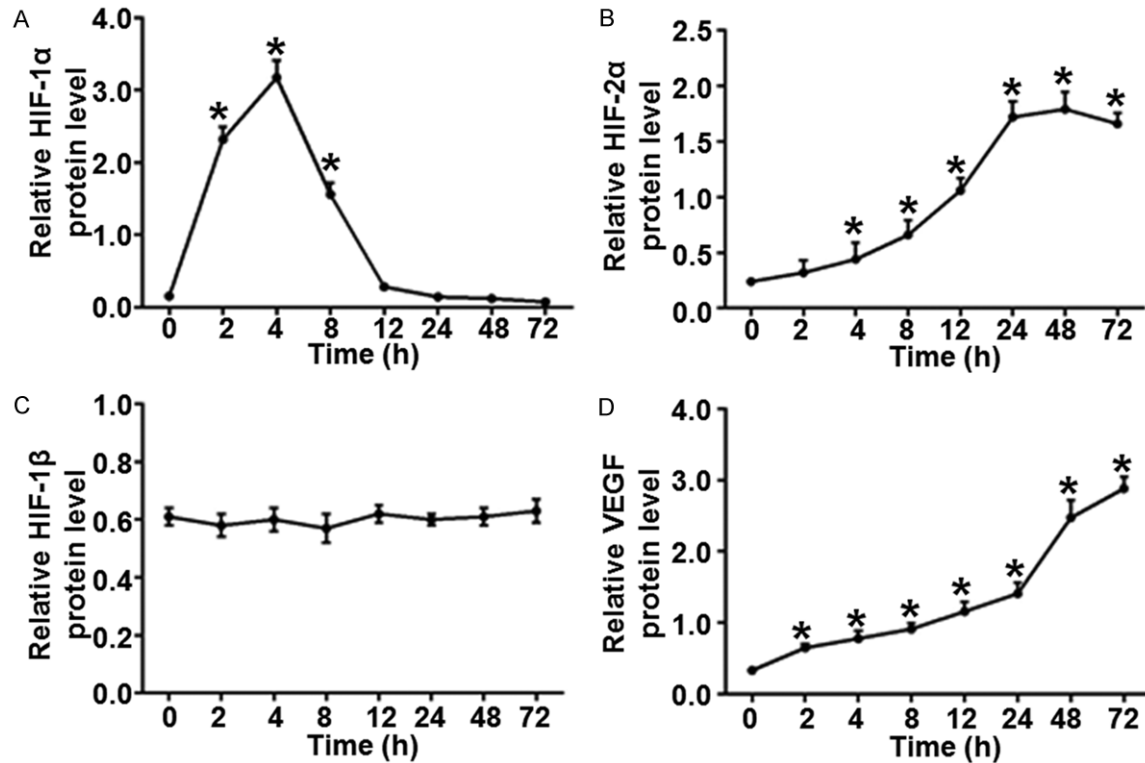 A
Relative HIF-1α
protein level
4.0
3.0
2.0
1.0
0.0
*
*
*
0 2 4 8 12 24 48 72
Time (h)
B
Relative HIF-2α
protein level
2.5
2.0
1.5
1.0
0.5
0.0
*
*
*
*
*
*
0 2 4 8 12 24 48 72
Time (h)
C
Relative HIF-1β
protein level
1.0
0.8
0.6
0.4
0.2
0.0
0 2 4 8 12 24 48 72
Time (h)
D
Relative VEGF
protein level
4.0
3.0
2.0
1.0
0.0
*
*
*
*
*
*
*
0 2 4 8 12 24 48 72
Time (h)